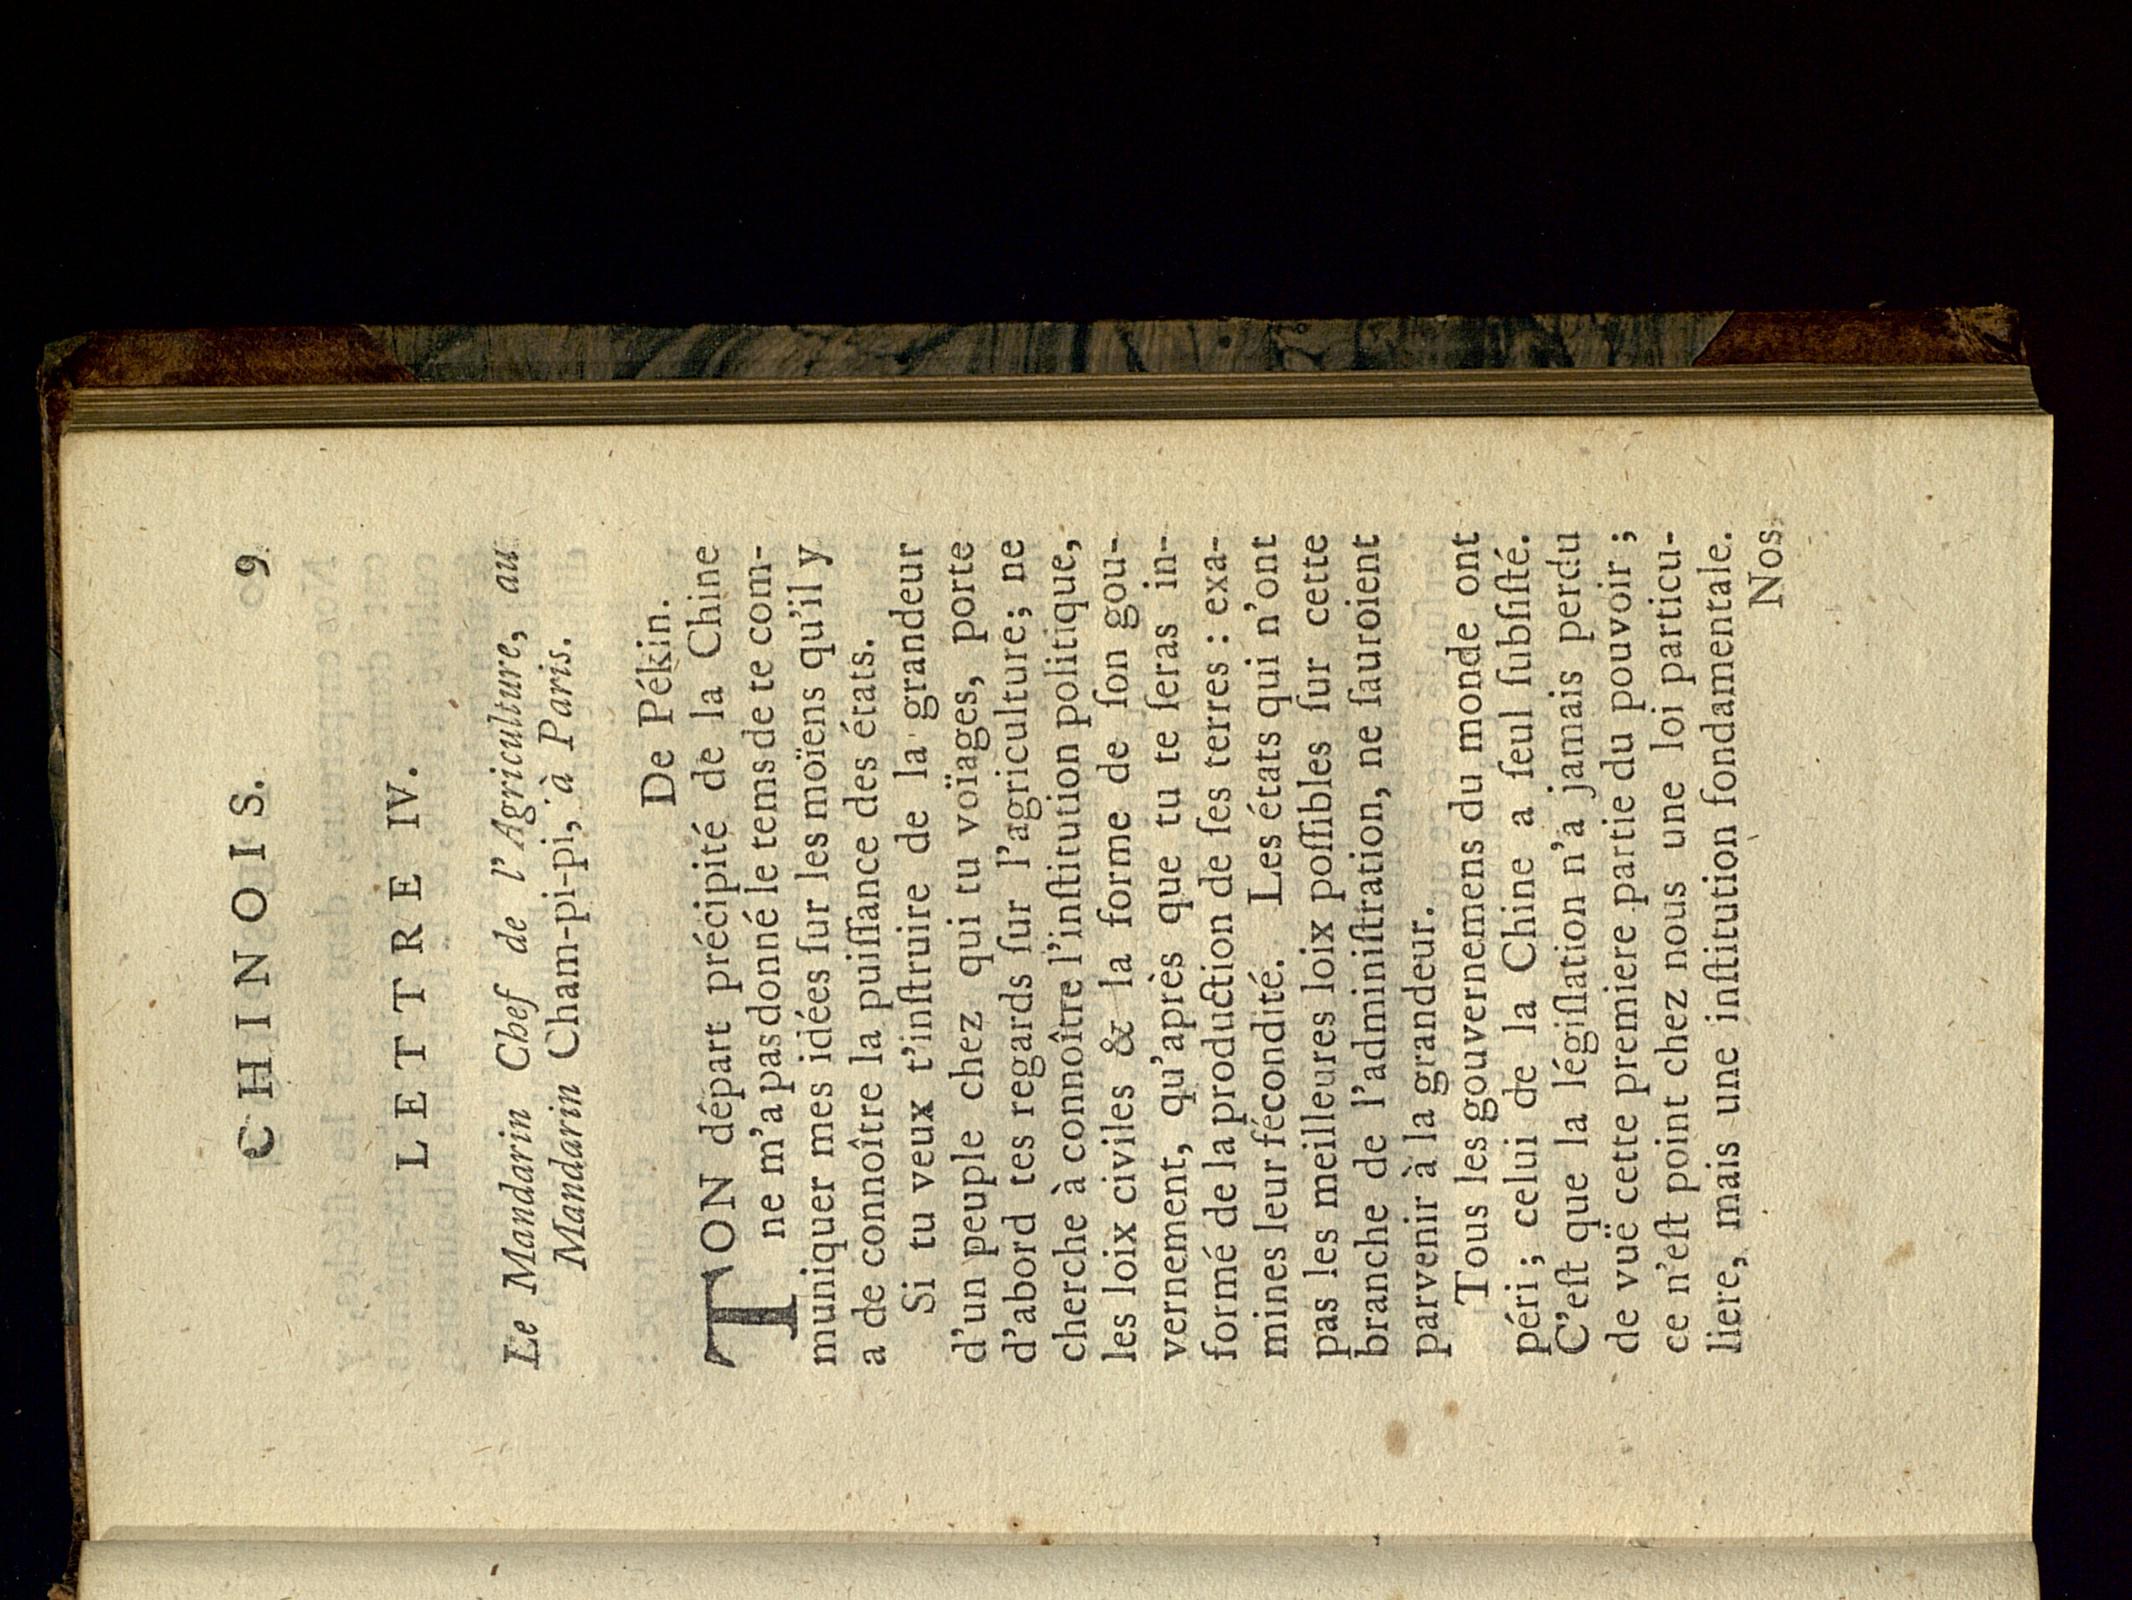 CHINOIS. 9
LETTRE IV.
Le Mandarin Chef de l'Agriculture, au
Mandarin Cham-pi-pi, à Paris.
De Pékin.
TON départ précipité de la Chine
ne m'a pas donné le tems de te com-
muniquer mes idées ſur les moïens qu'il y
a de connoître la puiſſance des états.
Si tu veux t'inſtruire de la grandeur
d'un peuple chez qui tu voïages, porte
d'abord tes regards ſur l'agriculture; ne
cherche à connoître l'inſtitution politique,
les loix civiles & la forme de ſon gou-
vernement, qu'après que tu te ſeras in-
formé de la production de ſes terres : exa-
mines leur fécondité. Les états qui n'ont
pas les meilleures loix poſſibles ſur cette
branche de l'adminiſtration, ne ſauroient
parvenir à la grandeur.
Tous les gouvernemens du monde ont
péri ; celui de la Chine a ſeul ſubſiſté.
C'eſt que la légiſlation n'a jamais perdu
de vuë cette premiere partie du pouvoir ;
ce n'eſt point chez nous une loi particu-
liere, mais une inſtitution fondamentale.
Nos